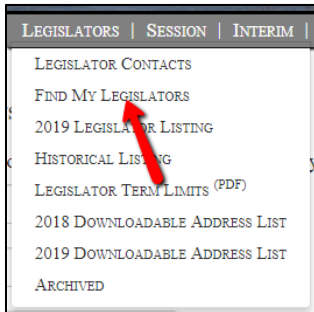 LEGISLATORS | SESSION | INTERIM |
LEGISLATOR CONTACTS
FIND MY LEGISLATORS
2019 LEGISLATOR LISTING
HISTORICAL LISTING
LEGISLATOR TERM LIMITS (PDF)
2018 DOWNLOADABLE ADDRESS LIST
2019 DOWNLOADABLE ADDRESS LIST
ARCHIVED